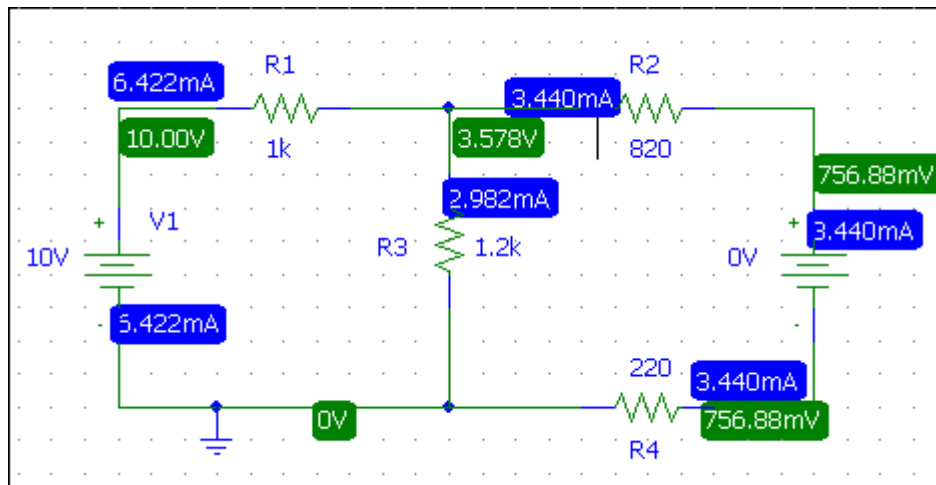 R1
R2
6.422mA
3.440mA
10.00V
3.578V
1k
820
756.88mV
2.982mA
+
V1
+
3.440mA
R3
1.2k
10V
0V
-
6.422mA
-
220
3.440mA
0V
756.88mV
R4